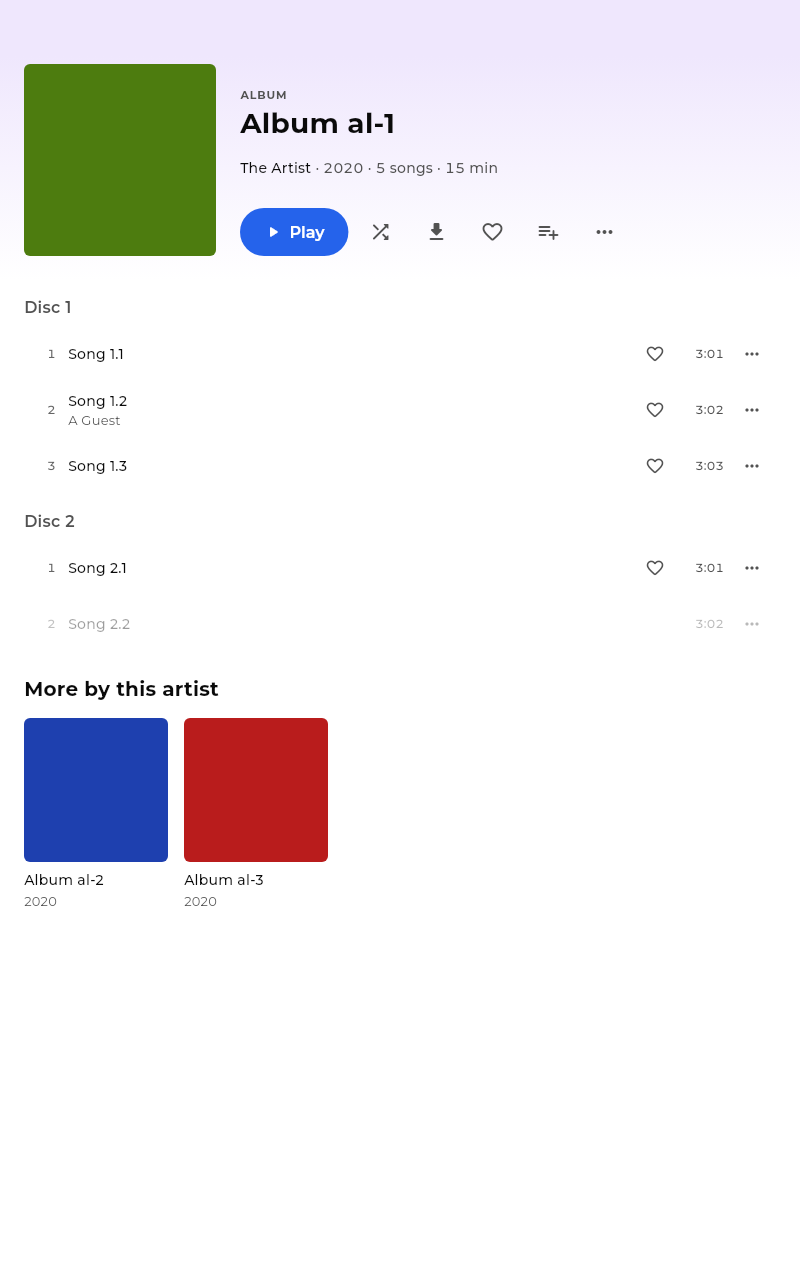 ALBUM
Album al-1
The Artist · 2020 · 5 songs · 15 min
Play
Disc 1
1 Song 1.1 3:01
2 Song 1.2 3:02
A Guest
3 Song 1.3 3:03
Disc 2
1 Song 2.1 3:01
2 Song 2.2 3:02
More by this artist
Album al-2 Album al-3
2020 2020